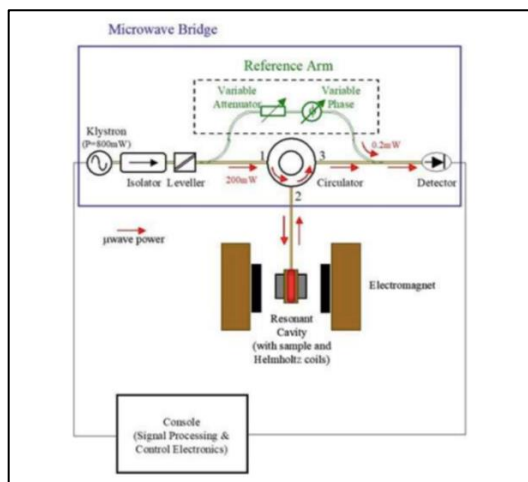 Microwave Bridge
Reference Arm
Variable
Attenuator
Variable
Phase
Klystron
(P=800mW)
Isolator
Leveller
200mW
1
2
3
Circulator
0.2mW
Detector
μwave power
Electromagnet
Resonant
Cavity
(with sample and
Helmholtz coils)
Console
(Signal Processing &
Control Electronics)